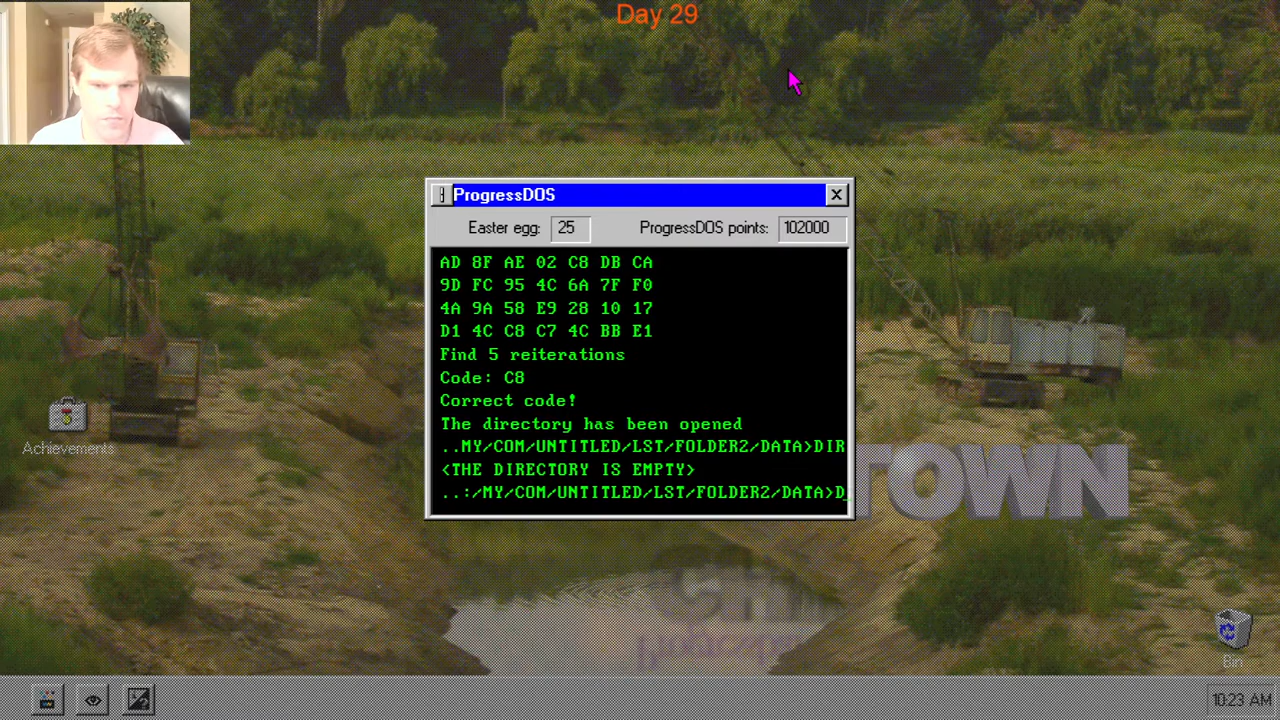 Day 29
ProgressDOS
Easter egg: 25 ProgressDOS points: 102000
AD 8F AE 02 C8 DB CA
9D FC 95 4C 6A 7F F0
4A 9A 58 E9 28 10 17
D1 4C C8 C7 4C BB E1
Find 5 reiterations
Code: C8
Correct code!
The directory has been opened
..MY/COM/UNTITLED/LST/FOLDER2/DATA>DIR
<THE DIRECTORY IS EMPTY>
..:/MY/COM/UNTITLED/LST/FOLDER2/DATA>D_
Achievements
TOWN
Bin
10:23 AM